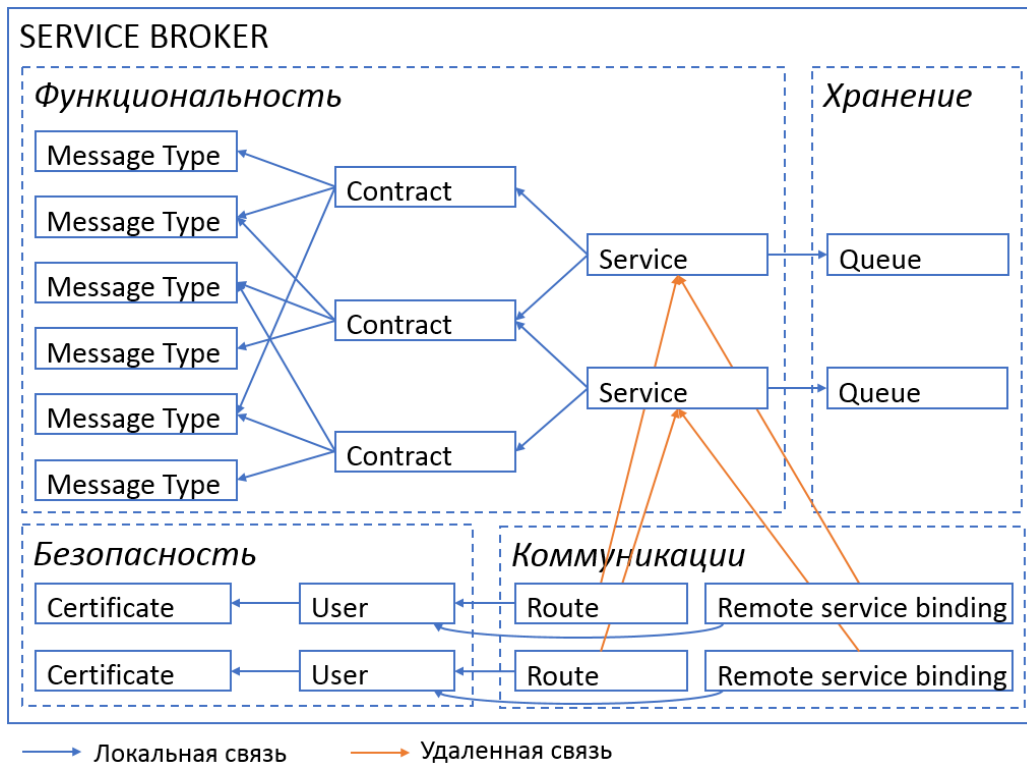 SERVICE BROKER
Функциональность
Хранение
Message Type
Message Type
Message Type
Message Type
Message Type
Message Type
Contract
Contract
Contract
Service
Service
Queue
Queue
Безопасность
Коммуникации
Certificate
User
Route
Remote service binding
Certificate
User
Route
Remote service binding
Локальная связь
Удаленная связь